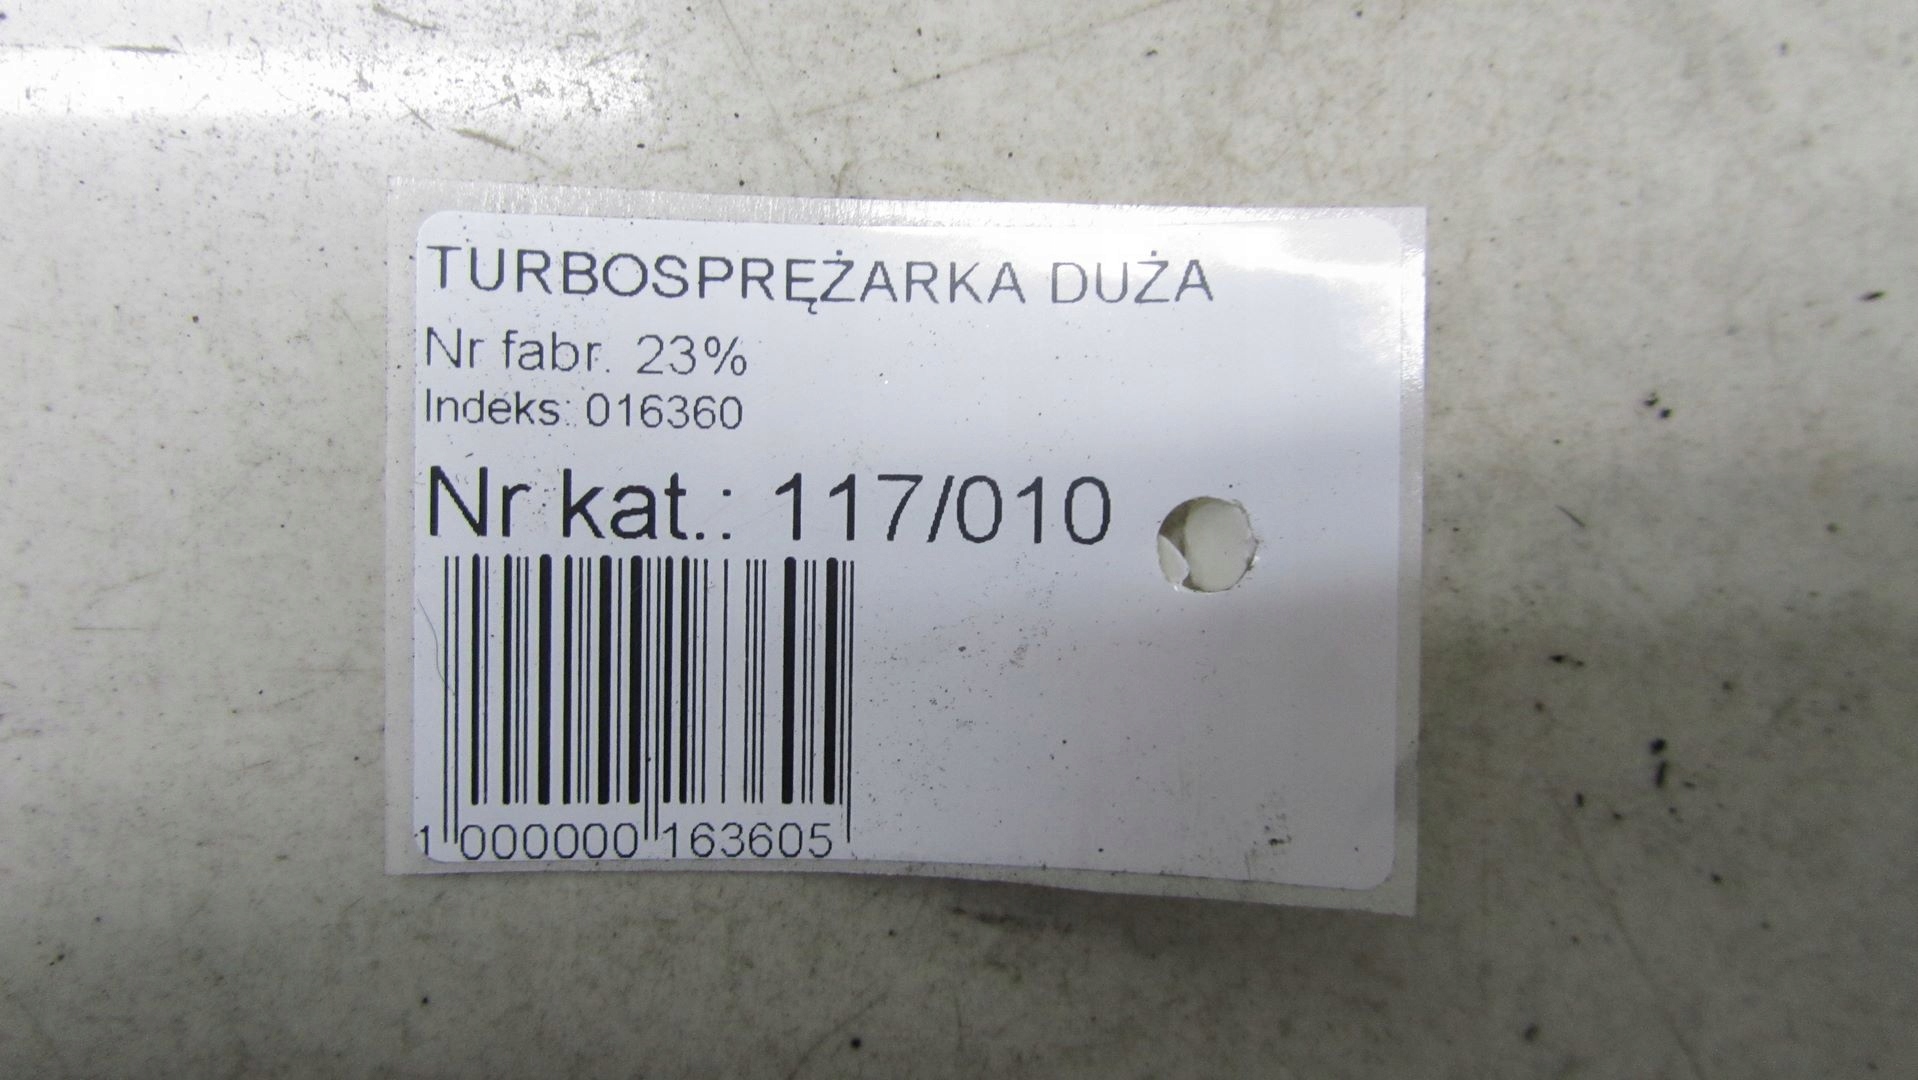 TURBOSPRĘŻARKA DUŻA
Nr fabr. 23%
Indeks: 016360
Nr kat.: 117/010
1 000000 163605